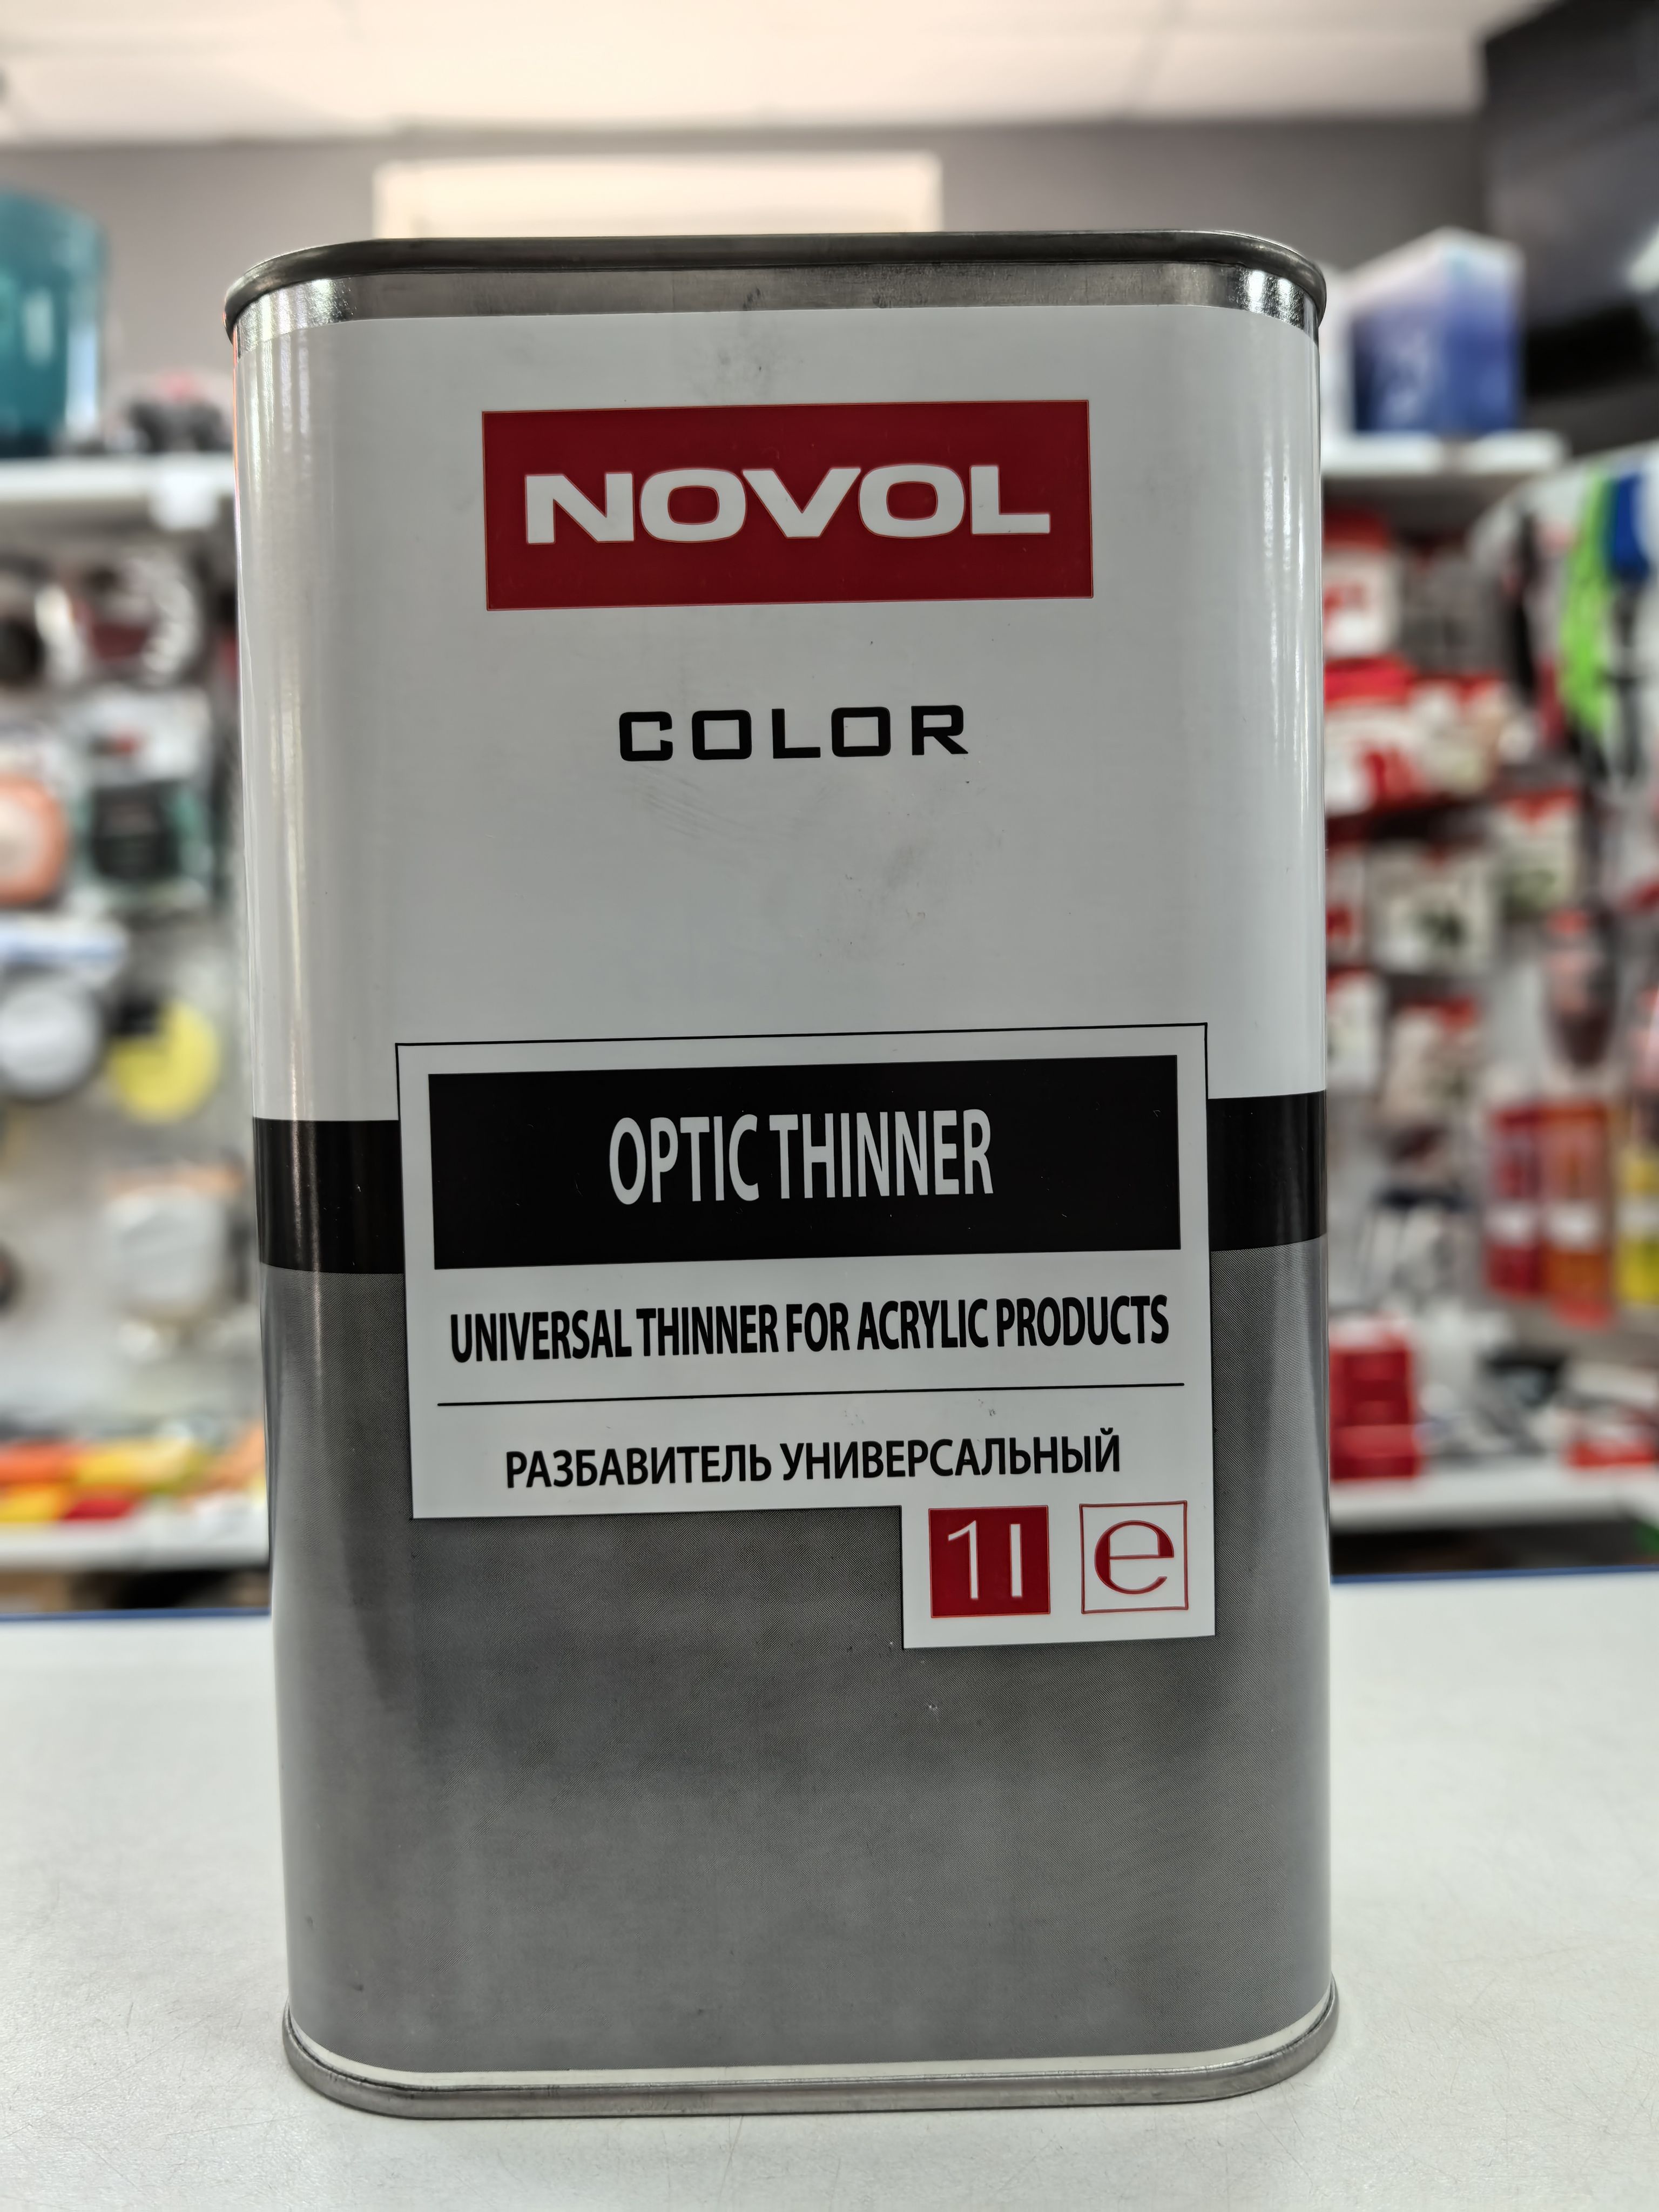 NOVOL
COLOR
OPTIC THINNER
UNIVERSAL THINNER FOR ACRYLIC PRODUCTS
РАЗБАВИТЕЛЬ УНИВЕРСАЛЬНЫЙ
1l e